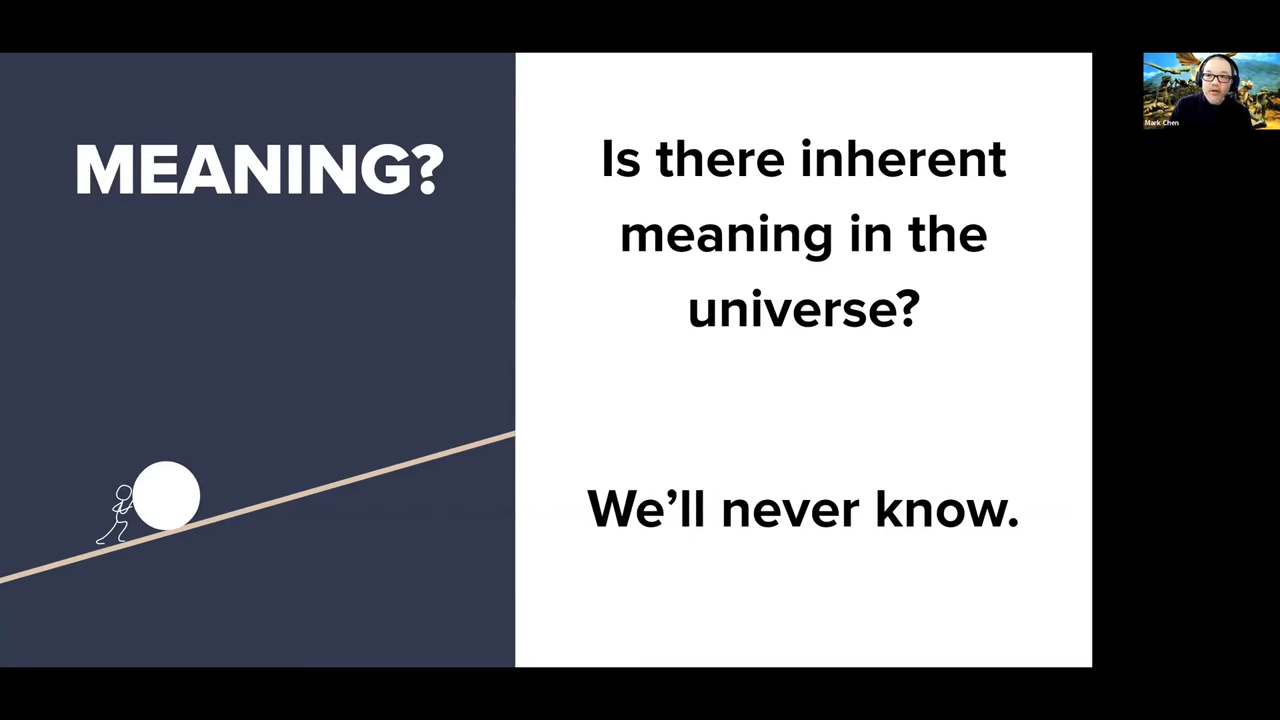 MEANING?
Is there inherent
meaning in the
universe?
We'll never know.
Mark Chen